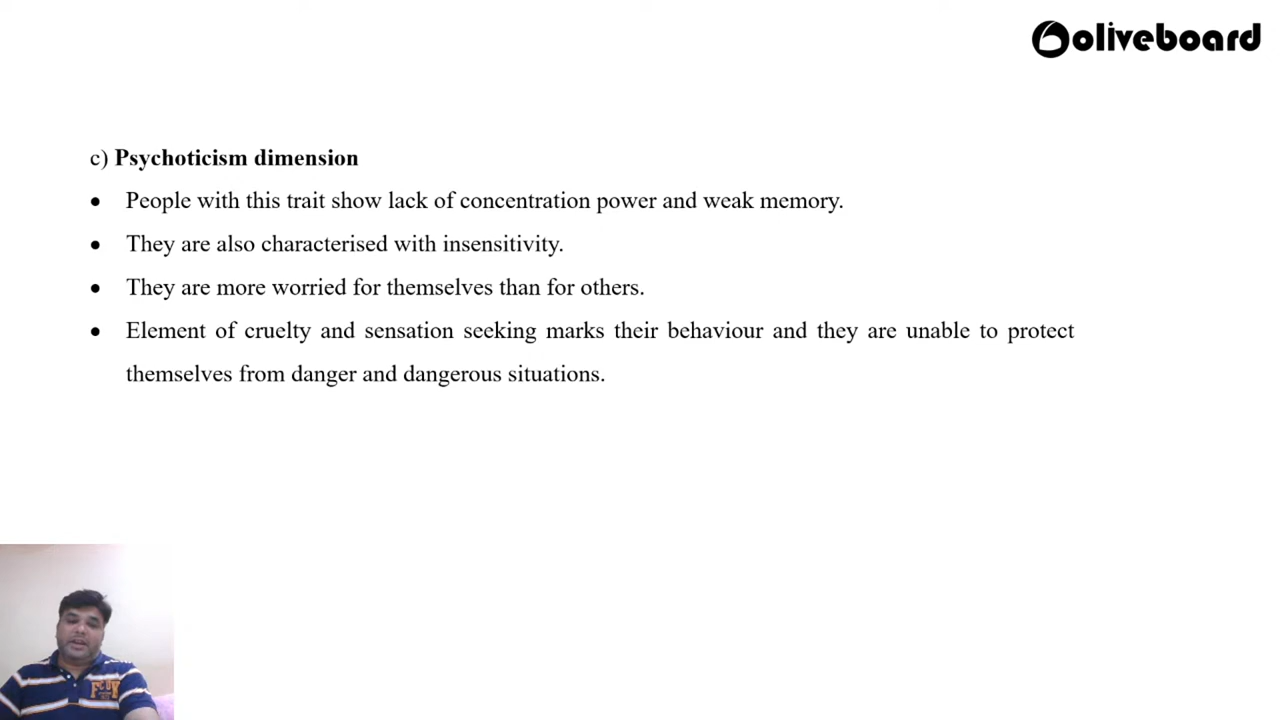 oliveboard
c) Psychoticism dimension
• People with this trait show lack of concentration power and weak memory.
• They are also characterised with insensitivity.
• They are more worried for themselves than for others.
• Element of cruelty and sensation seeking marks their behaviour and they are unable to protect
themselves from danger and dangerous situations.